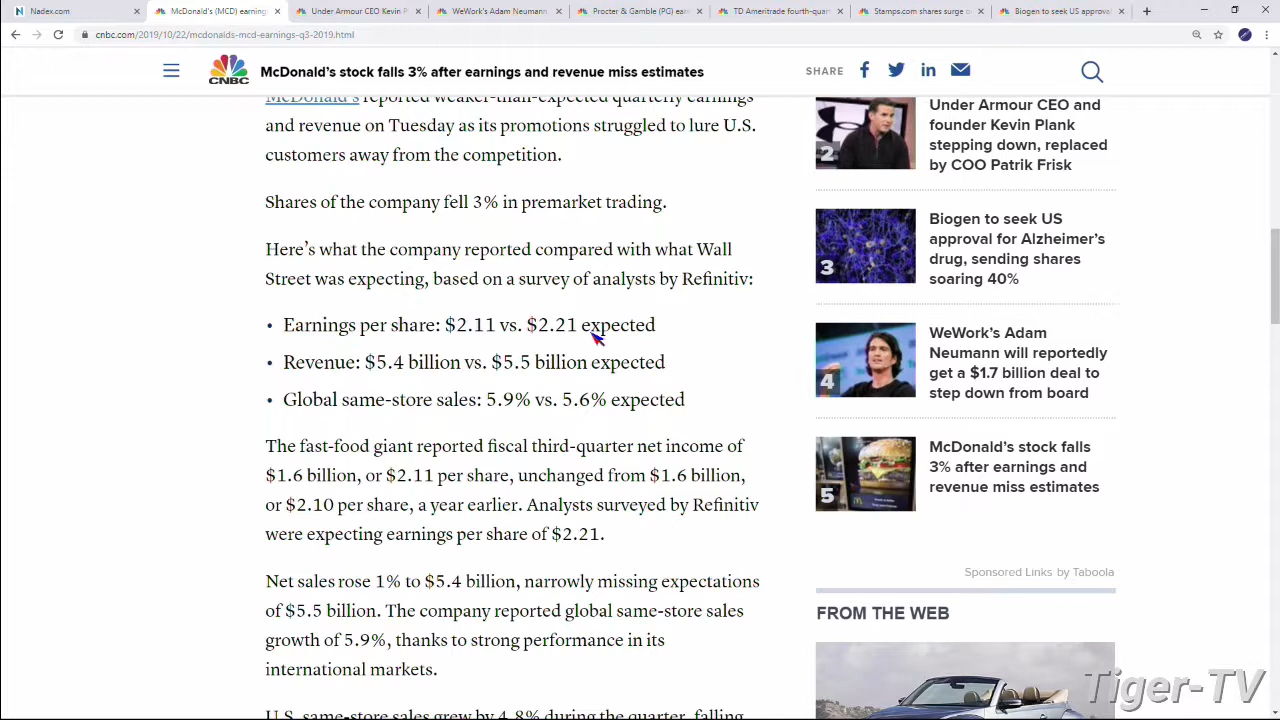 Nadex.com
McDonald's (MCD) earning
Under Armour CEO Kevin P
WeWork's Adam Neumann
Procter & Gamble (PG) earn
TD Ameritrade fourth-quar
Stamps.com shares surge
Biogen to seek US approva
cnbc.com/2019/10/22/mcdonalds-mcd-earnings-q3-2019.html
CNBC
McDonald's stock falls 3% after earnings and revenue miss estimates
SHARE
McDonald's reported weaker-than-expected quarterly earnings
and revenue on Tuesday as its promotions struggled to lure U.S.
customers away from the competition.
Shares of the company fell 3% in premarket trading.
Here's what the company reported compared with what Wall
Street was expecting, based on a survey of analysts by Refinitiv:
• Earnings per share: $2.11 vs. $2.21 expected
• Revenue: $5.4 billion vs. $5.5 billion expected
• Global same-store sales: 5.9% vs. 5.6% expected
The fast-food giant reported fiscal third-quarter net income of
$1.6 billion, or $2.11 per share, unchanged from $1.6 billion,
or $2.10 per share, a year earlier. Analysts surveyed by Refinitiv
were expecting earnings per share of $2.21.
Net sales rose 1% to $5.4 billion, narrowly missing expectations
of $5.5 billion. The company reported global same-store sales
growth of 5.9%, thanks to strong performance in its
international markets.
U.S. same-store sales grew by 4.8% during the quarter, falling
2
Under Armour CEO and
founder Kevin Plank
stepping down, replaced
by COO Patrik Frisk
3
Biogen to seek US
approval for Alzheimer's
drug, sending shares
soaring 40%
4
WeWork's Adam
Neumann will reportedly
get a $1.7 billion deal to
step down from board
5
McDonald's stock falls
3% after earnings and
revenue miss estimates
Sponsored Links by Taboola
FROM THE WEB
Tiger-TV